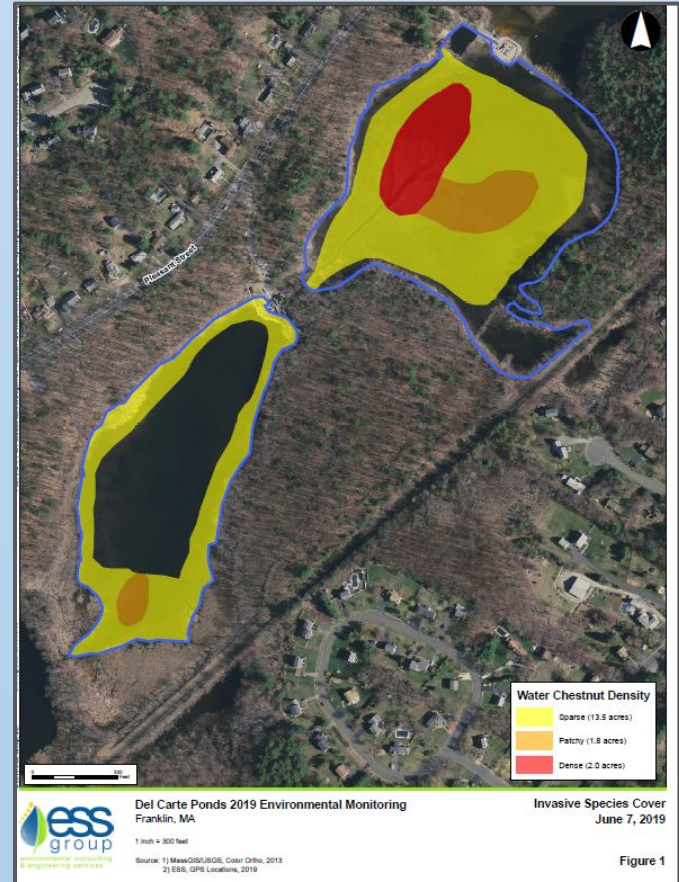 Pleasant Street
Water Chestnut Density
Sparse (13.5 acres)
Patchy (1.8 acres)
Dense (2.0 acres)
0
Feet
ess
group
environmental consulting
& engineering services
Del Carte Ponds 2019 Environmental Monitoring
Franklin, MA
1 inch = 300 feet
Source: 1) MassGIS/USGS, Color Ortho, 2013
2) ESS, GPS Locations, 2019
Invasive Species Cover
June 7, 2019
Figure 1